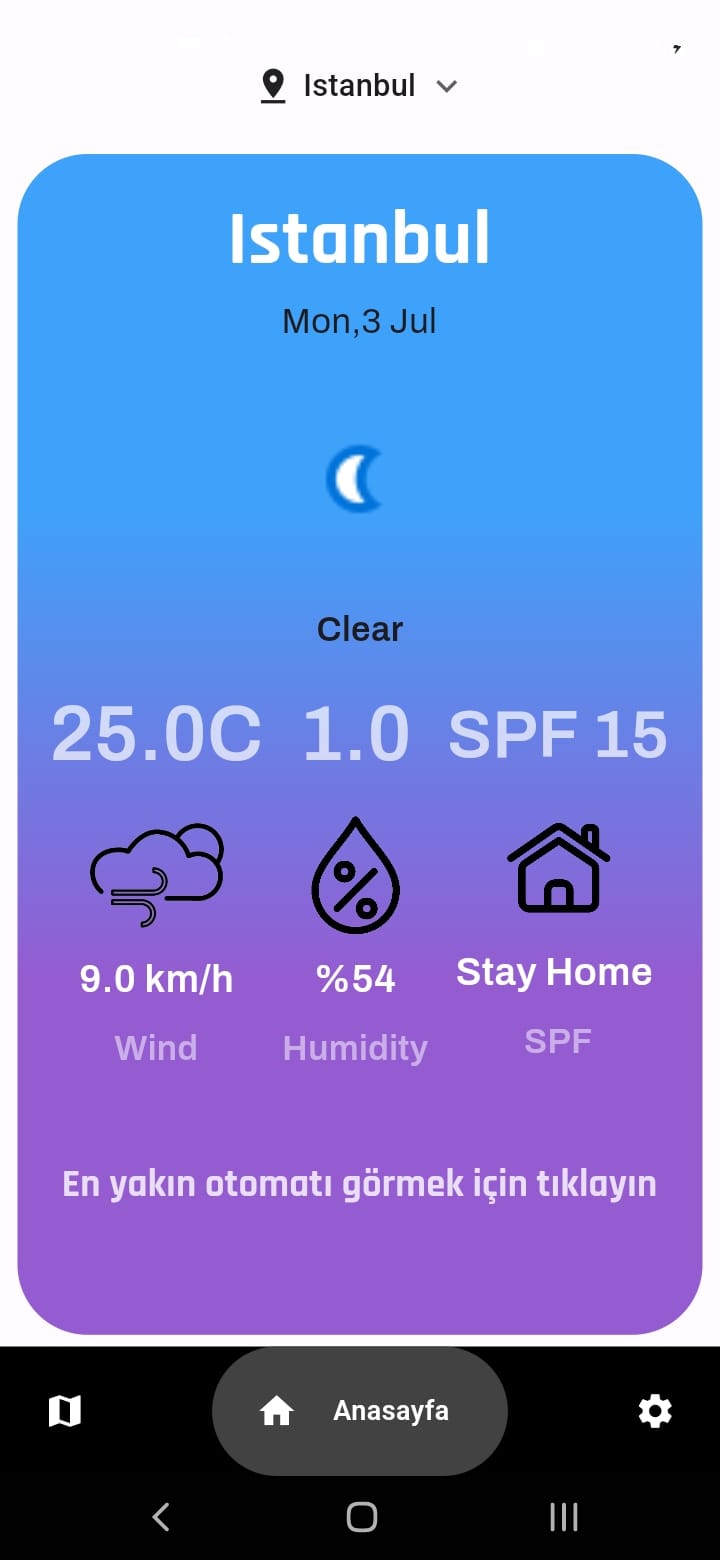 Istanbul
Istanbul
Mon,3 Jul
Clear
25.0C 1.0 SPF 15
9.0 km/h %54 Stay Home
Wind Humidity SPF
En yakın otomatı görmek için tıklayın
Anasayfa